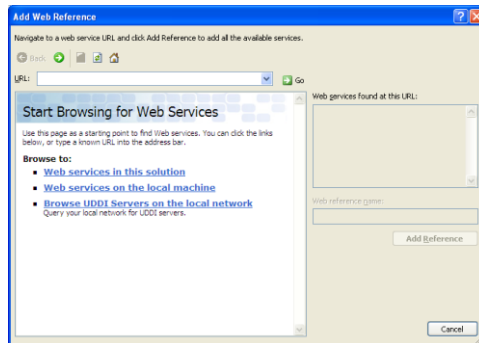 Add Web Reference
Navigate to a web service URL and click Add Reference to add all the available services.
Back
URL:
Go
Start Browsing for Web Services
Use this page as a starting point to find Web services. You can click the links
below, or type a known URL into the address bar.
Browse to:
Web services in this solution
Web services on the local machine
Browse UDDI Servers on the local network
Query your local network for UDDI servers.
Web services found at this URL:
Web reference name:
Add Reference
Cancel